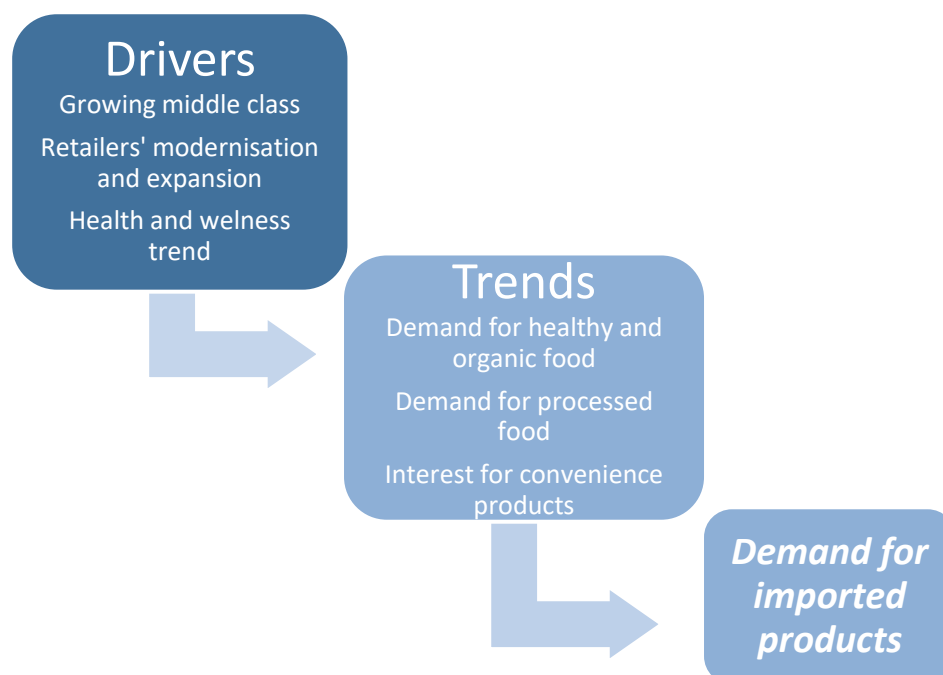 Drivers
Growing middle class
Retailers' modernisation
and expansion
Health and welness
trend
Trends
Demand for healthy and
organic food
Demand for processed
food
Interest for convenience
products
Demand for
imported
products